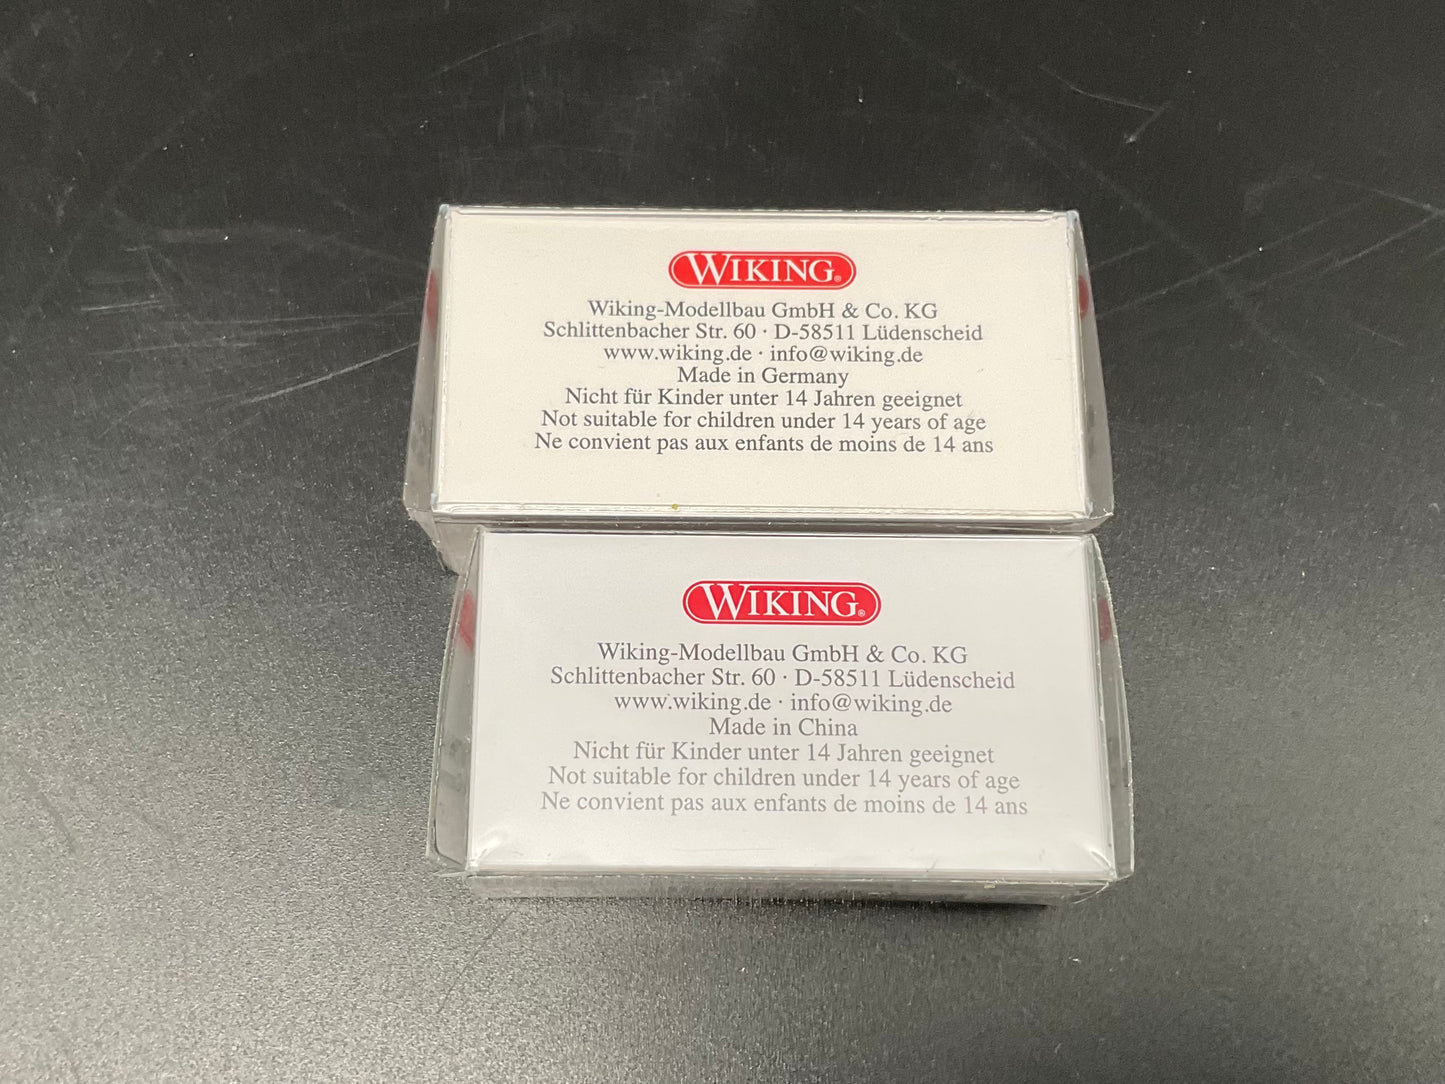 WIKING®
Wiking-Modellbau GmbH & Co. KG
Schlittenbacher Str. 60 · D-58511 Lüdenscheid
www.wiking.de · info@wiking.de
Made in Germany
Nicht für Kinder unter 14 Jahren geeignet
Not suitable for children under 14 years of age
Ne convient pas aux enfants de moins de 14 ans
WIKING®
Wiking-Modellbau GmbH & Co. KG
Schlittenbacher Str. 60 · D-58511 Lüdenscheid
www.wiking.de · info@wiking.de
Made in China
Nicht für Kinder unter 14 Jahren geeignet
Not suitable for children under 14 years of age
Ne convient pas aux enfants de moins de 14 ans